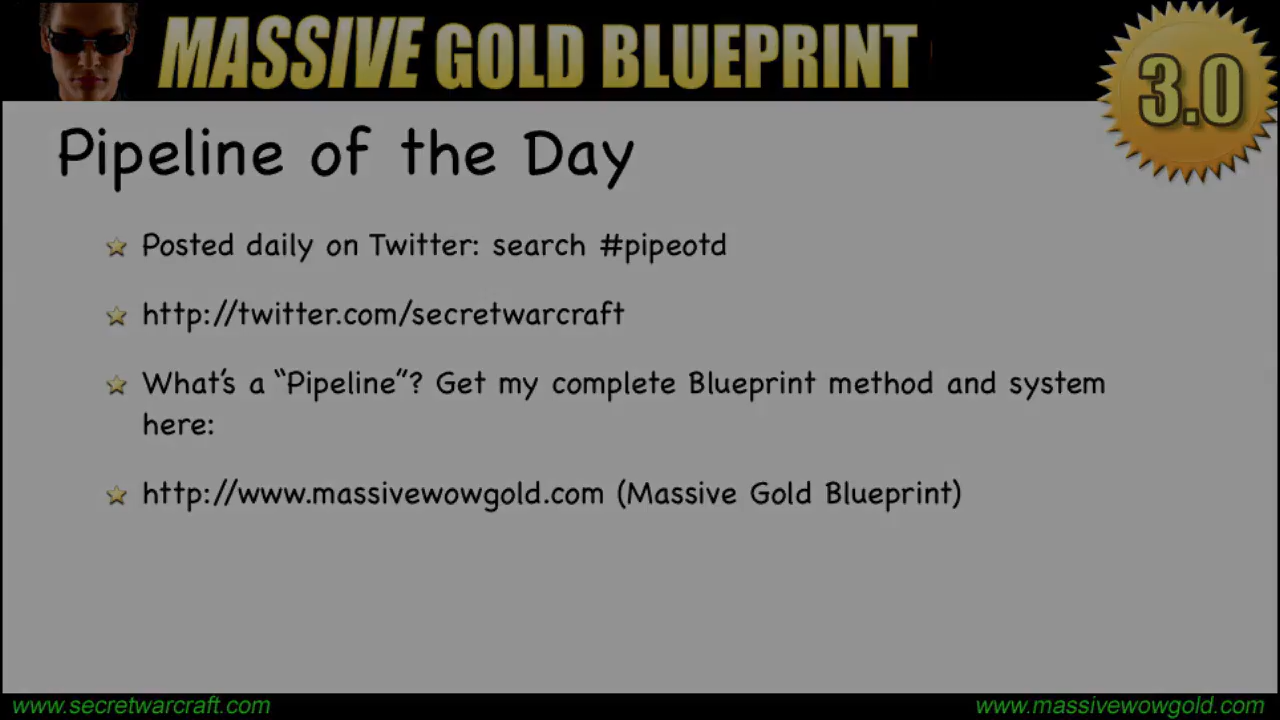 MASSIVE GOLD BLUEPRINT
3.0
Pipeline of the Day
Posted daily on Twitter: search #pipeotd
http://twitter.com/secretwarcraft
What's a “Pipeline”? Get my complete Blueprint method and system
here:
http://www.massivewowgold.com (Massive Gold Blueprint)
www.secretwarcraft.com
www.massivewowgold.com